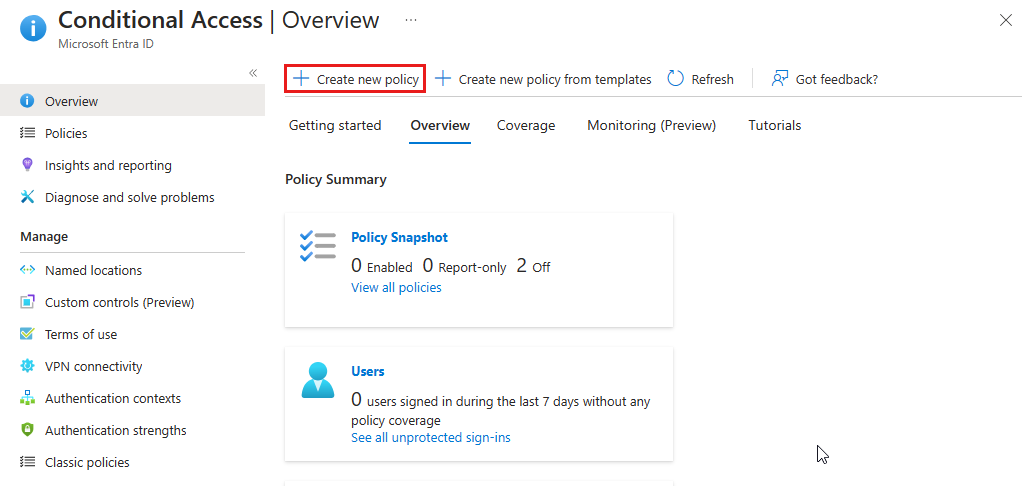 Conditional Access | Overview ...
Microsoft Entra ID
«
Overview
Policies
Insights and reporting
Diagnose and solve problems
Manage
Named locations
Custom controls (Preview)
Terms of use
VPN connectivity
Authentication contexts
Authentication strengths
Classic policies
Create new policy Create new policy from templates Refresh Got feedback?
Getting started Overview Coverage Monitoring (Preview) Tutorials
Policy Summary
Policy Snapshot
0 Enabled 0 Report-only 2 Off
View all policies
Users
0 users signed in during the last 7 days without any
policy coverage
See all unprotected sign-ins